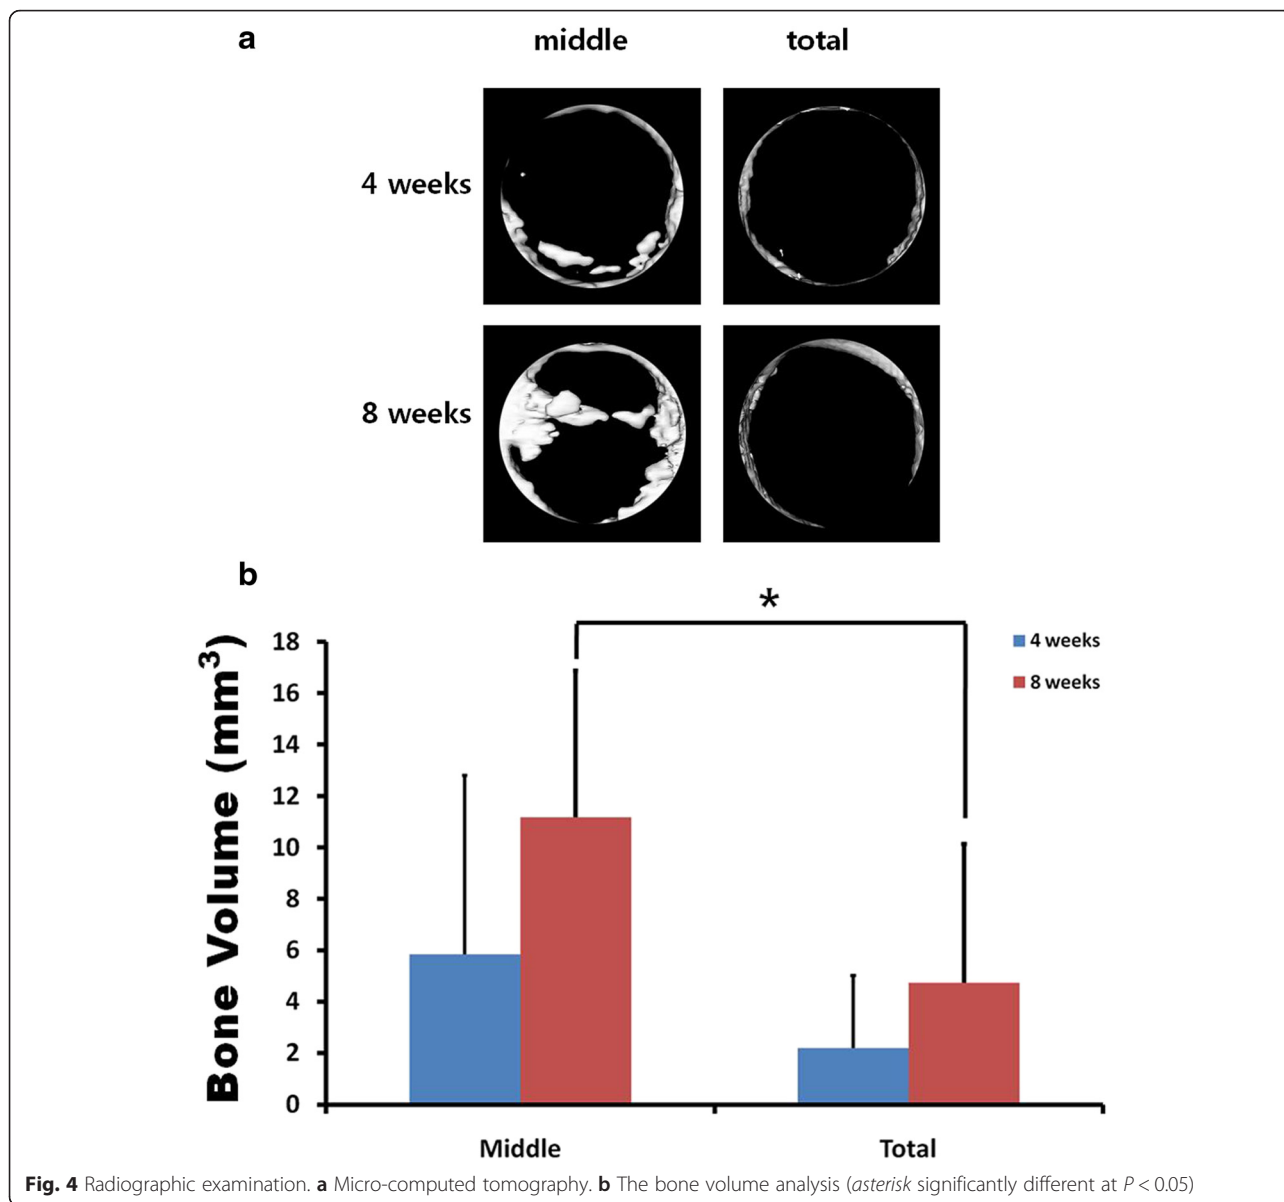 a
middle total
4 weeks
8 weeks
b
*
18
16
14
12
10
8
6
4
2
0
Bone Volume (mm³)
4 weeks
8 weeks
Middle Total
Fig. 4 Radiographic examination. a Micro-computed tomography. b The bone volume analysis (asterisk significantly different at P < 0.05)